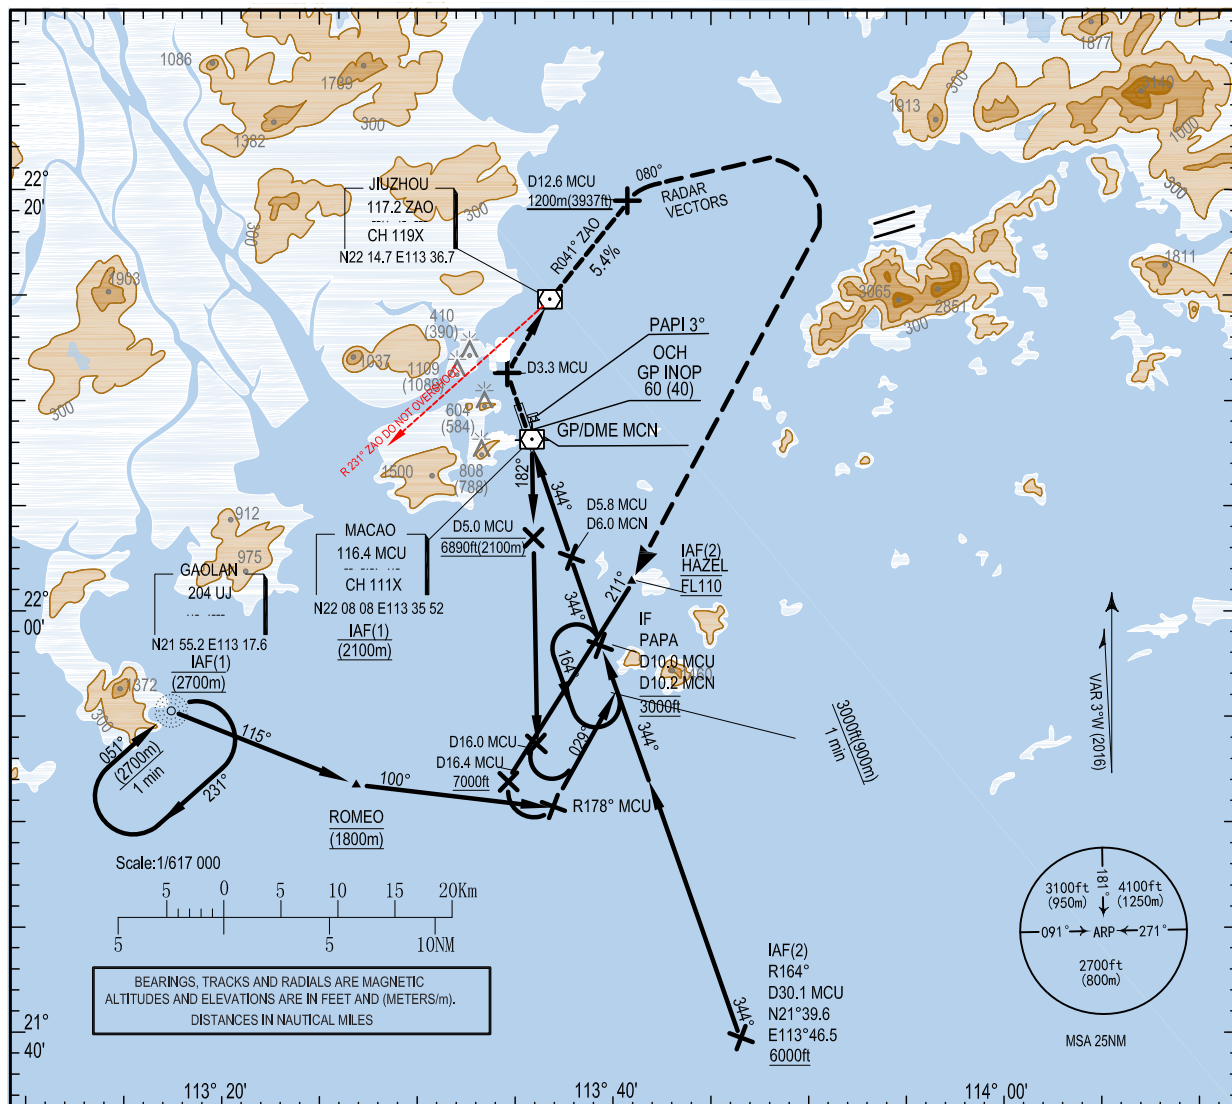 1086
1789
1382
300
1877
3140
1913
300
1000
300
22°
20'
JIUZHOU
117.2 ZAO
CH 119X
N22 14.7 E113 36.7
300
300
D12.6 MCU
1200m(3937ft)
080°
RADAR
VECTORS
R041° ZAO
5.4%
1903
300
1811
3065
2851
300
410
(390)
1037
1109
(1089)
R 231° ZAO DO NOT OVERSHOOT
D3.3 MCU
PAPI 3°
OCH
GP INOP
60 (40)
GP/DME MCN
604
(584)
1500
808
(788)
912
975
182°
344°
D5.8 MCU
D6.0 MCN
D5.0 MCU
6890ft(2100m)
MACAO
116.4 MCU
CH 111X
N22 08 08 E113 35 52
IAF(1)
(2100m)
GAOLAN
204 UJ
N21 55.2 E113 17.6
IAF(1)
(2700m)
22°
00'
IAF(2)
HAZEL
FL110
211°
344°
IF
PAPA
D10.0 MCU
D10.2 MCN
3000ft
1160
164°
1372
300
051°
(2700m)
1 min
231°
115°
100°
ROMEO
(1800m)
D16.0 MCU
D16.4 MCU
7000ft
029°
R178° MCU
344°
3000ft(900m)
1 min
VAR 3°W (2016)
Scale:1/617 000
5 0 5 10 15 20Km
5 5 10NM
BEARINGS, TRACKS AND RADIALS ARE MAGNETIC
ALTITUDES AND ELEVATIONS ARE IN FEET AND (METERS/m).
DISTANCES IN NAUTICAL MILES
344°
IAF(2)
R164°
D30.1 MCU
N21°39.6
E113°46.5
6000ft
3100ft
(950m)
181°
4100ft
(1250m)
091° ARP 271°
2700ft
(800m)
MSA 25NM
21°
40'
113° 20' 113° 40' 114° 00'